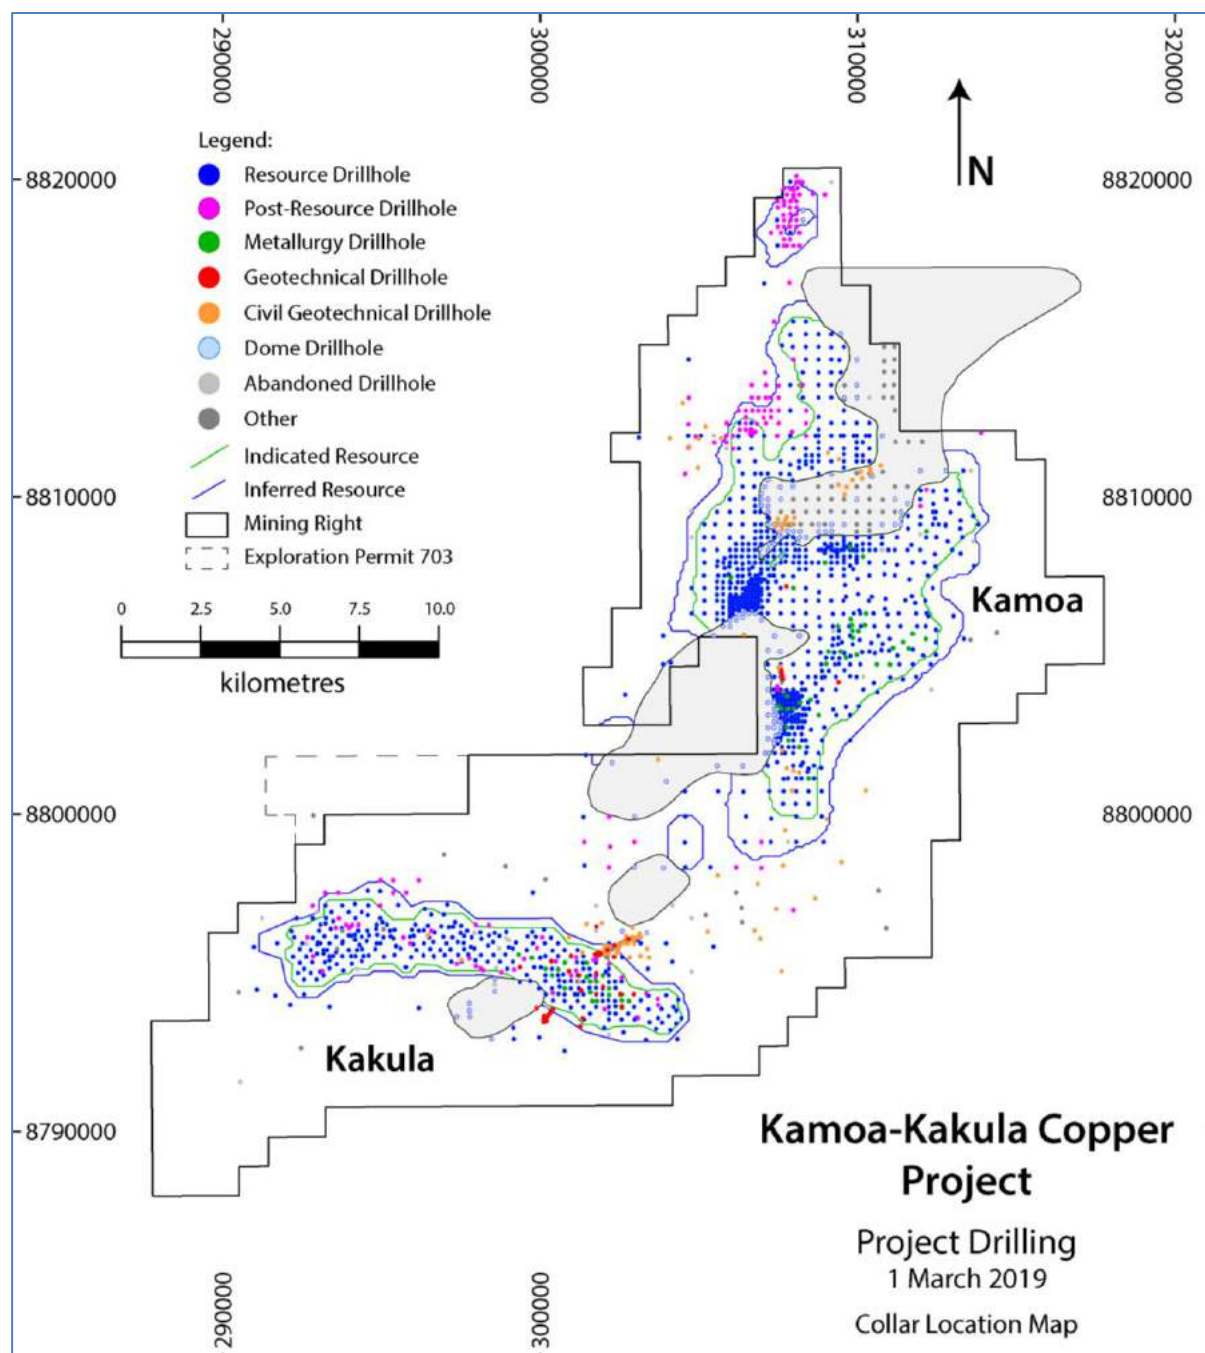 290000
300000
310000
320000
N
Legend:
Resource Drillhole
Post-Resource Drillhole
Metallurgy Drillhole
Geotechnical Drillhole
Civil Geotechnical Drillhole
Dome Drillhole
Abandoned Drillhole
Other
Indicated Resource
Inferred Resource
Mining Right
Exploration Permit 703
0 2.5 5.0 7.5 10.0
kilometres
8820000 8820000
8810000 8810000
Kamoa
8800000 8800000
Kakula
8790000
Kamoa-Kakula Copper
Project
Project Drilling
1 March 2019
Collar Location Map
290000
300000